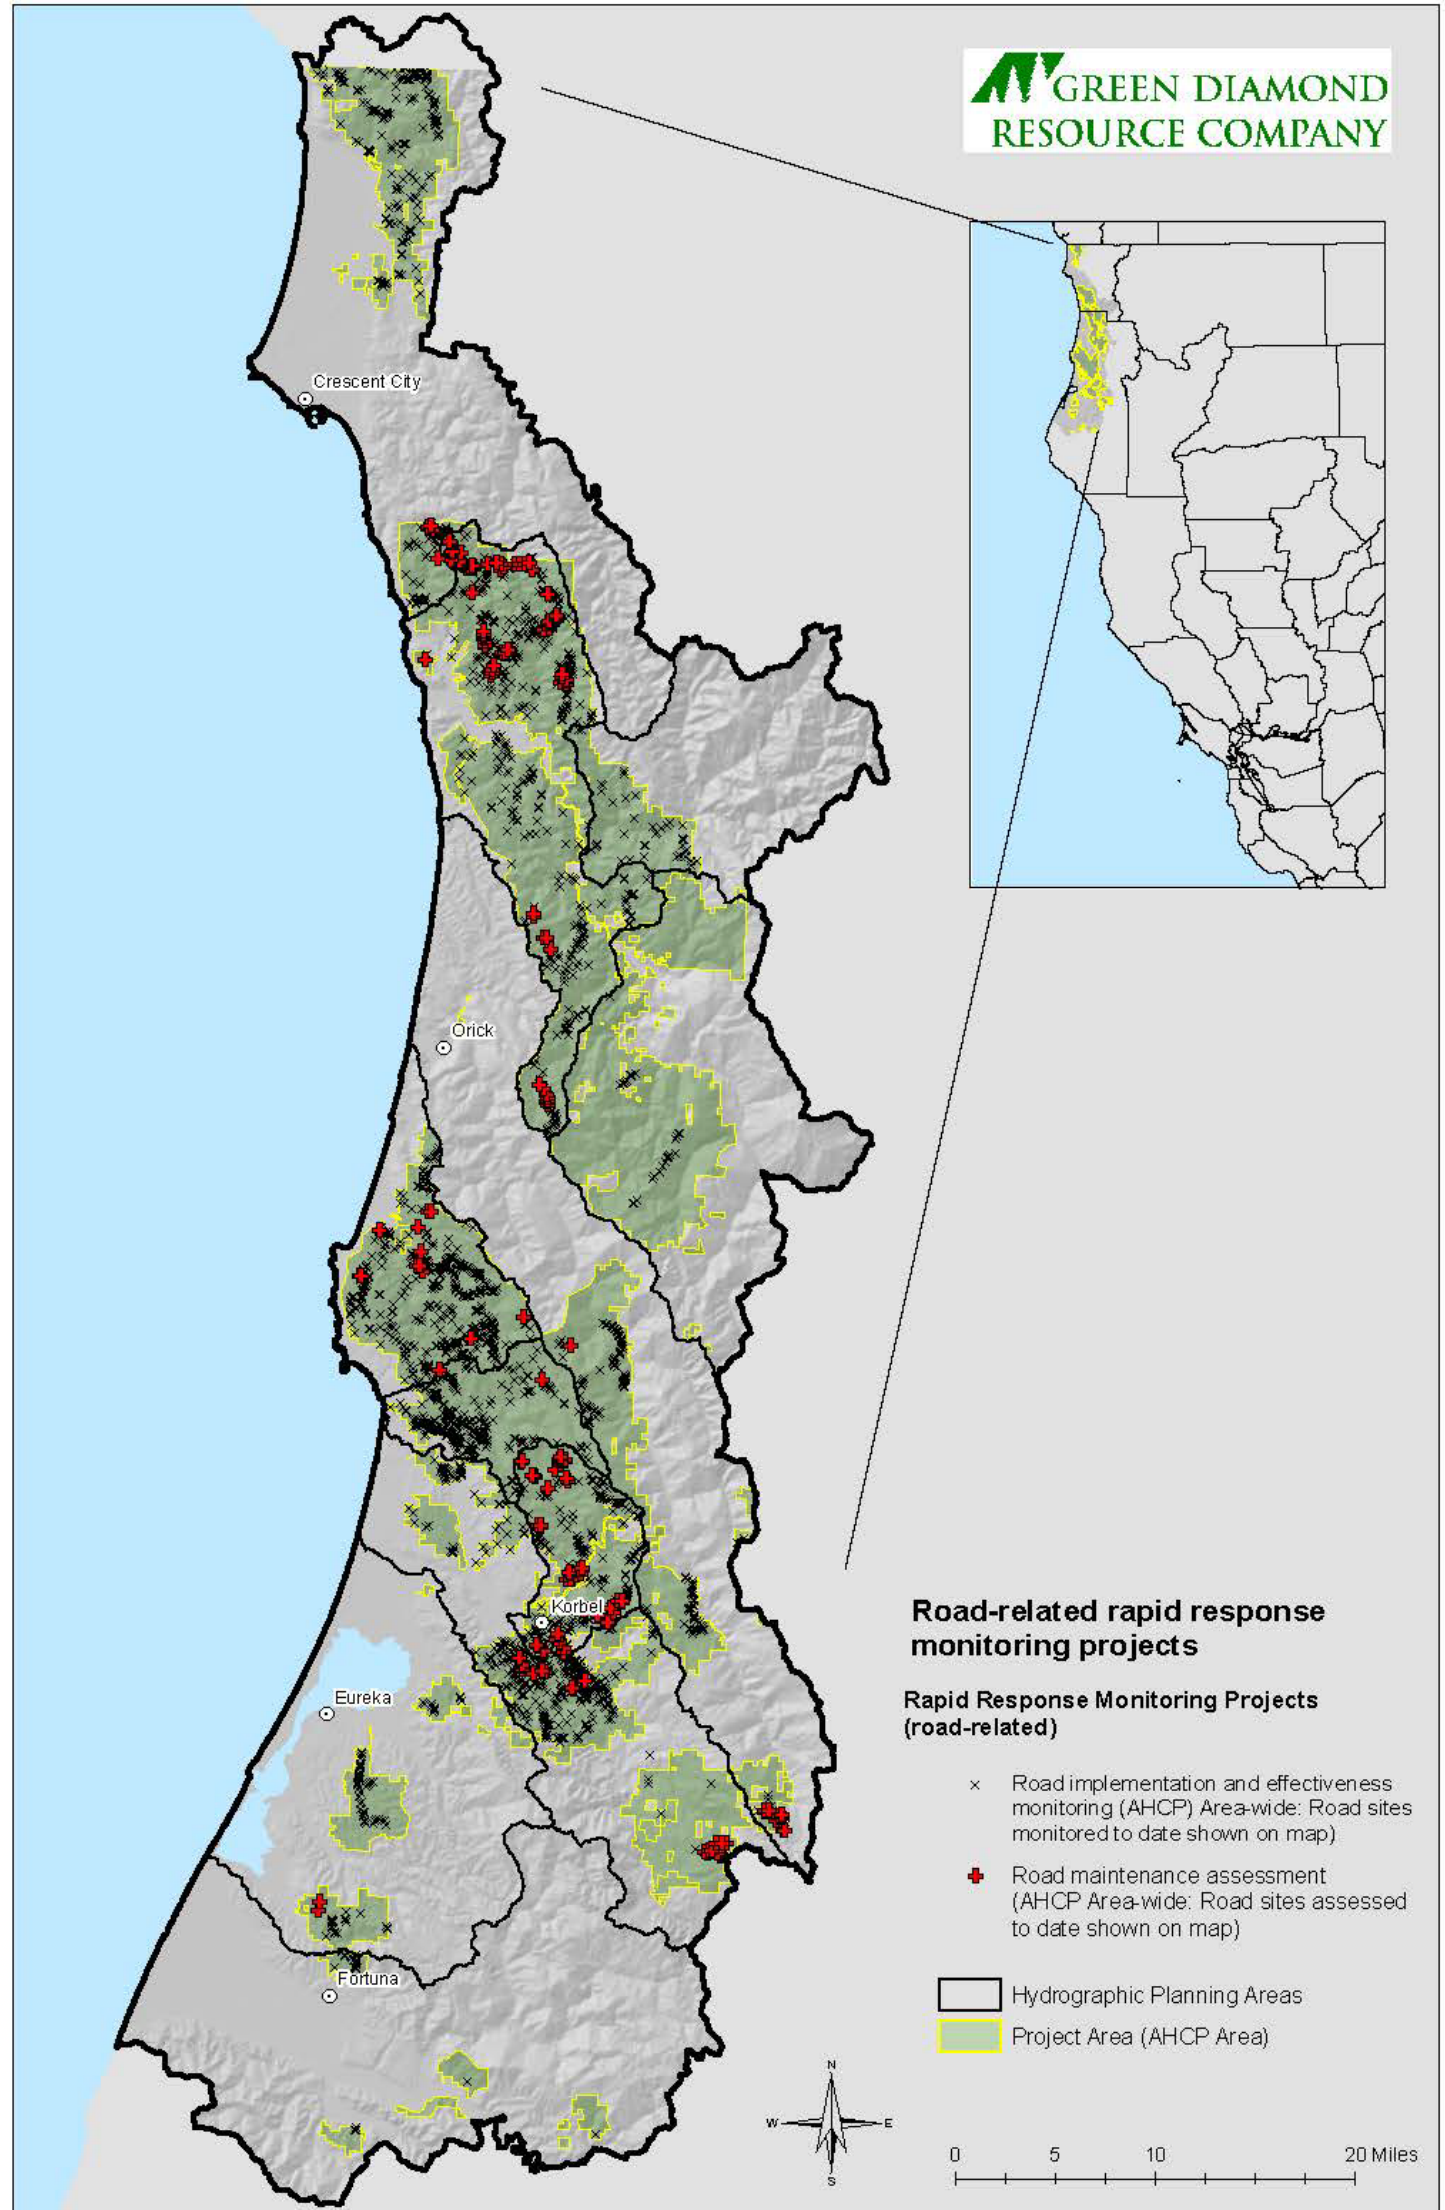 GREEN DIAMOND
RESOURCE COMPANY
Crescent City
Orick
Korbel
Eureka
Fortuna
Road-related rapid response
monitoring projects
Rapid Response Monitoring Projects
(road-related)
× Road implementation and effectiveness
monitoring (AHCP) Area-wide: Road sites
monitored to date shown on map)
Road maintenance assessment
(AHCP Area-wide: Road sites assessed
to date shown on map)
Hydrographic Planning Areas
Project Area (AHCP Area)
N
W E
S
0 5 10 20 Miles